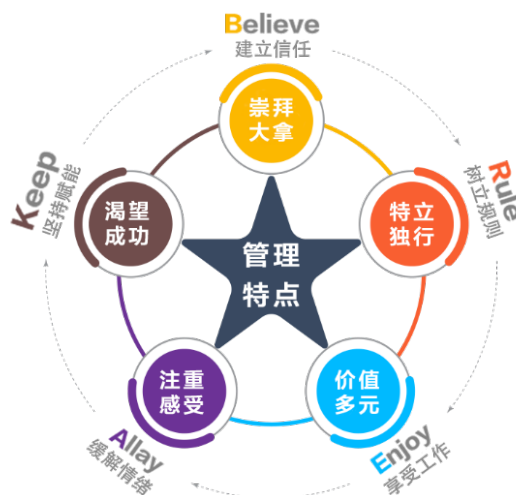 Believe
建立信任
崇拜
大拿
Rule
树立规则
特立
独行
Enjoy
享受工作
价值
多元
Allay
缓解情绪
注重
感受
Keep
坚持赋能
渴望
成功
管理
特点